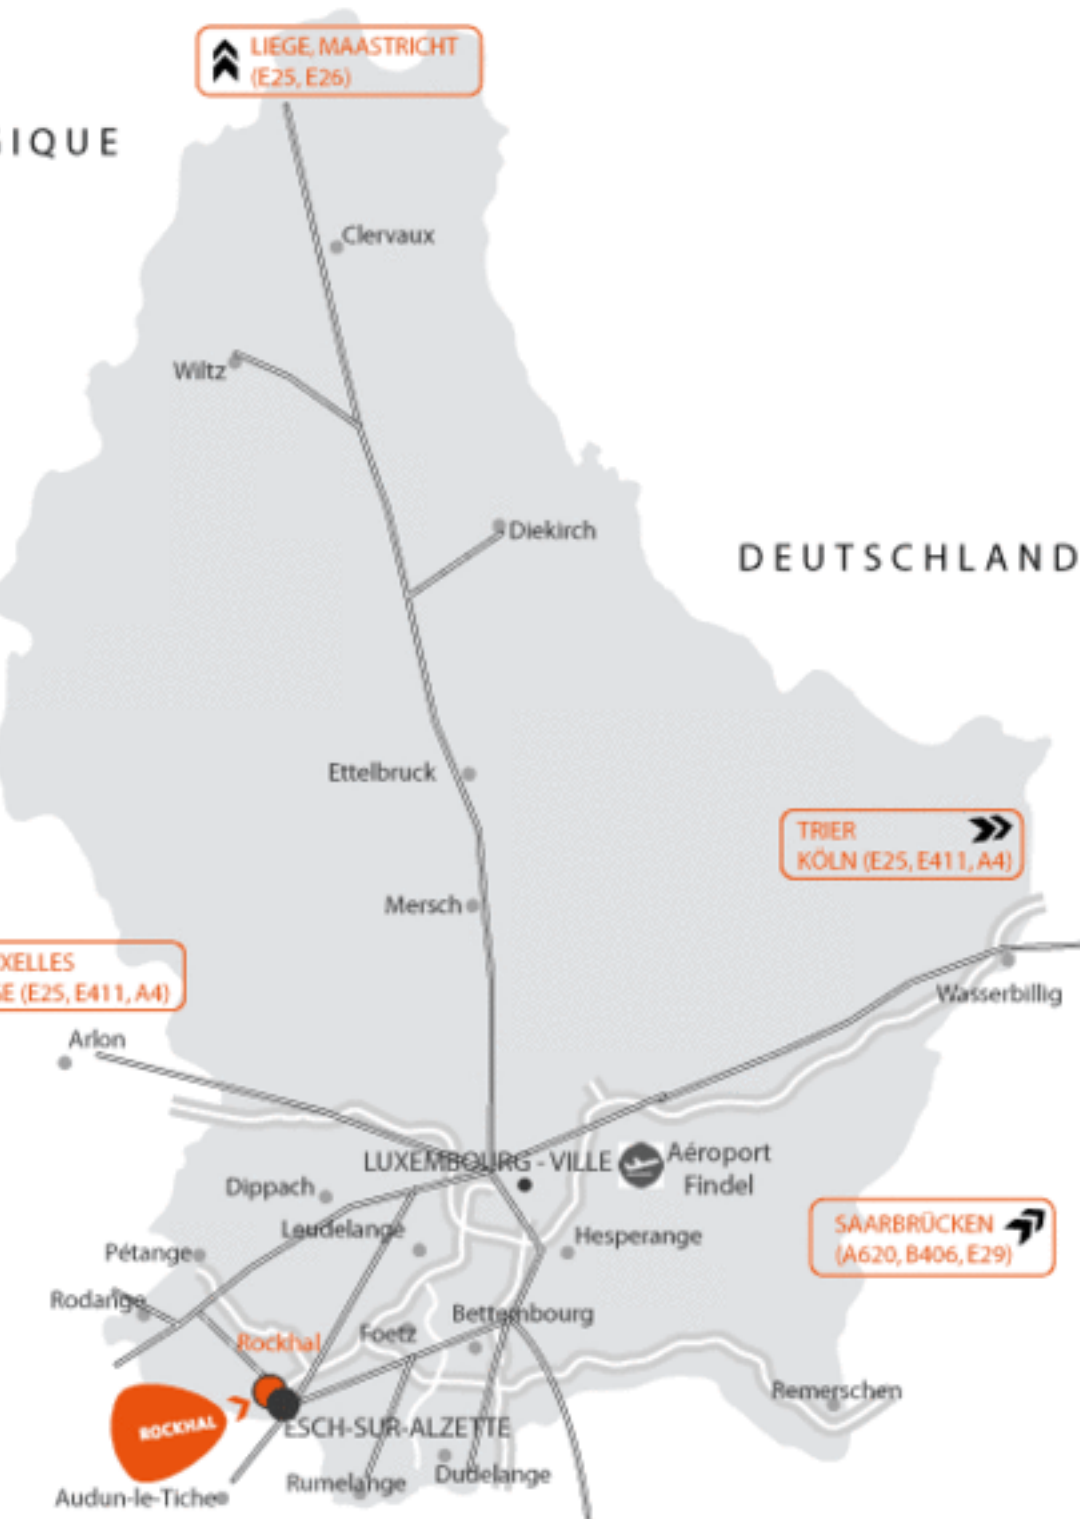 LIEGE, MAASTRICHT
(E25, E26)
GIQUE
Clervaux
Wiltz
Diekirch
DEUTSCHLAND
Ettelbruck
TRIER
KÖLN (E25, E411, A4)
Mersch
XELLES
GE (E25, E411, A4)
Wasserbillig
Arlon
LUXEMBOURG - VILLE
Aéroport
Findel
Dippach
Leudelange
SAARBRÜCKEN
(A620, B406, E29)
Hesperange
Pétange
Rodange
Bettembourg
Foetz
Rockhal
Remerschen
ROCKHAL
ESCH-SUR-ALZETTE
Dudelange
Rumelange
Audun-le-Tiche